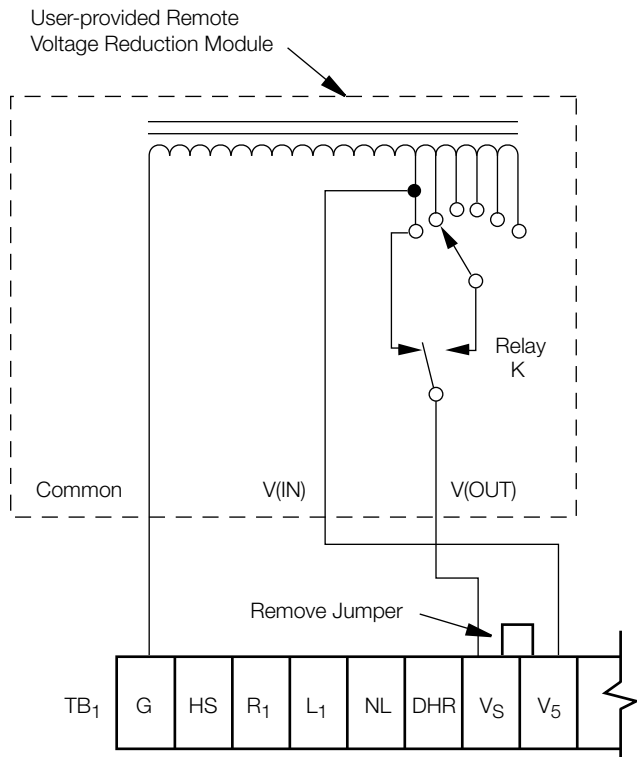 User-provided Remote
Voltage Reduction Module
Relay
K
Common
V(IN)
V(OUT)
Remove Jumper
TB1
G
HS
R1
L1
NL
DHR
VS
V5